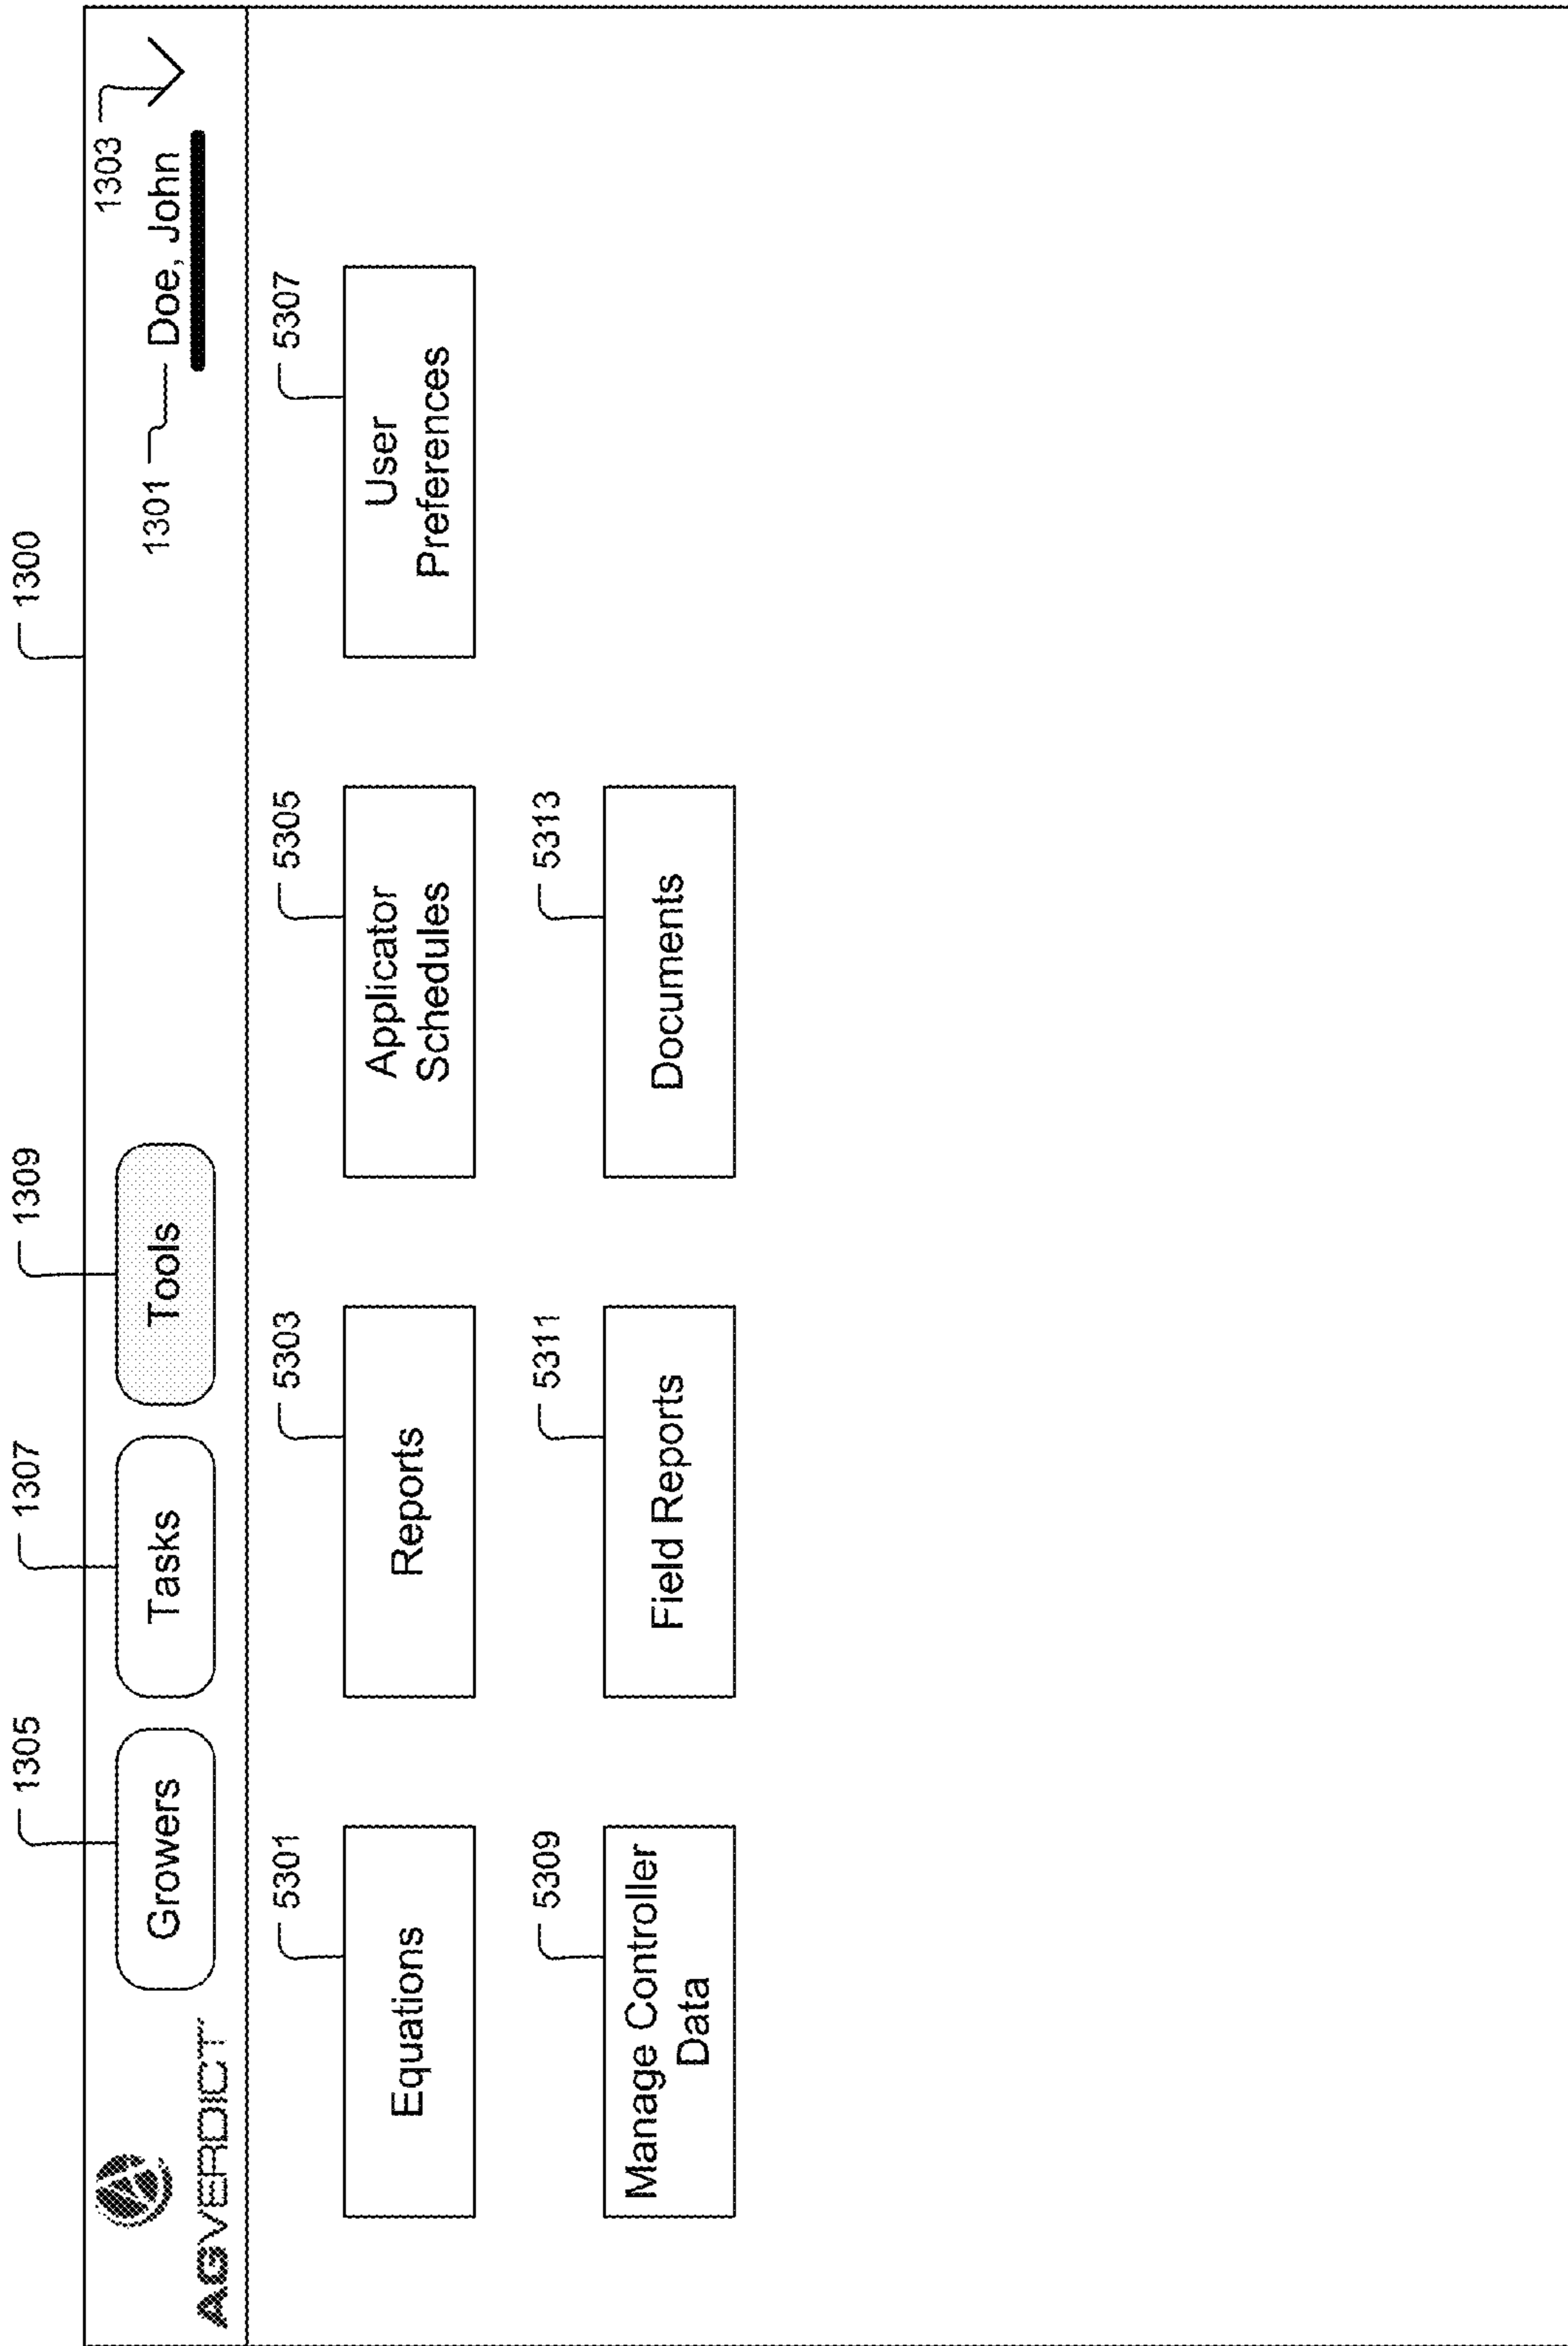 1300
1305
1307
1309
1303
AGVERDICT
Growers
Tasks
Tools
1301
Doe, John
5301
5303
5305
5307
Equations
Reports
Applicator
Schedules
User
Preferences
5309
5311
5313
Manage Controller
Data
Field Reports
Documents